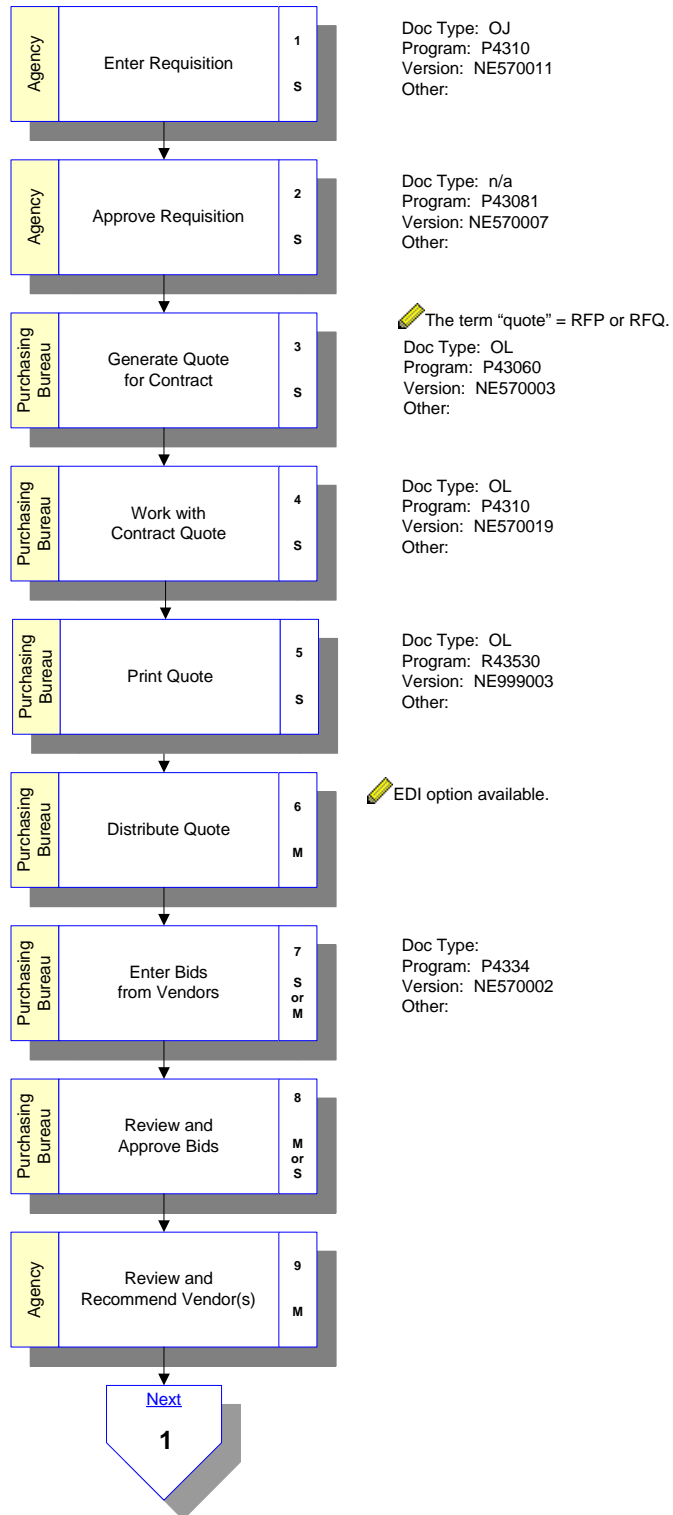 Agency
Enter Requisition
1
S
Doc Type: OJ
Program: P4310
Version: NE570011
Other:
Agency
Approve Requisition
2
S
Doc Type: n/a
Program: P43081
Version: NE570007
Other:
Purchasing
Bureau
Generate Quote
for Contract
3
S
The term “quote” = RFP or RFQ.
Doc Type: OL
Program: P43060
Version: NE570003
Other:
Purchasing
Bureau
Work with
Contract Quote
4
S
Doc Type: OL
Program: P4310
Version: NE570019
Other:
Purchasing
Bureau
Print Quote
5
S
Doc Type: OL
Program: R43530
Version: NE999003
Other:
Purchasing
Bureau
Distribute Quote
6
M
EDI option available.
Purchasing
Bureau
Enter Bids
from Vendors
7
S
or
M
Doc Type:
Program: P4334
Version: NE570002
Other:
Purchasing
Bureau
Review and
Approve Bids
8
M
or
S
Agency
Review and
Recommend Vendor(s)
9
M
Next
1